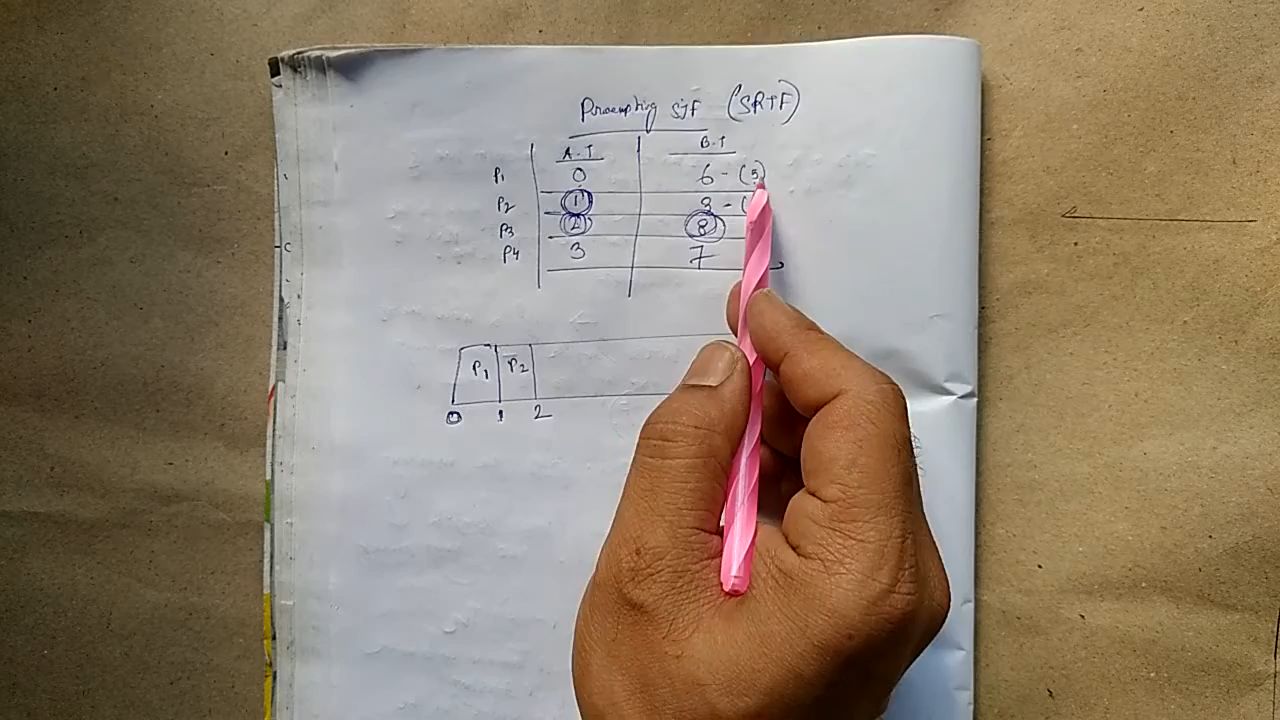 Preempting SJF (SRTF)
A.T B.T
P1 0 6 - (5)
P2 1 3 - (
P3 2 8
P4 3 7
P1 P2
0 1 2